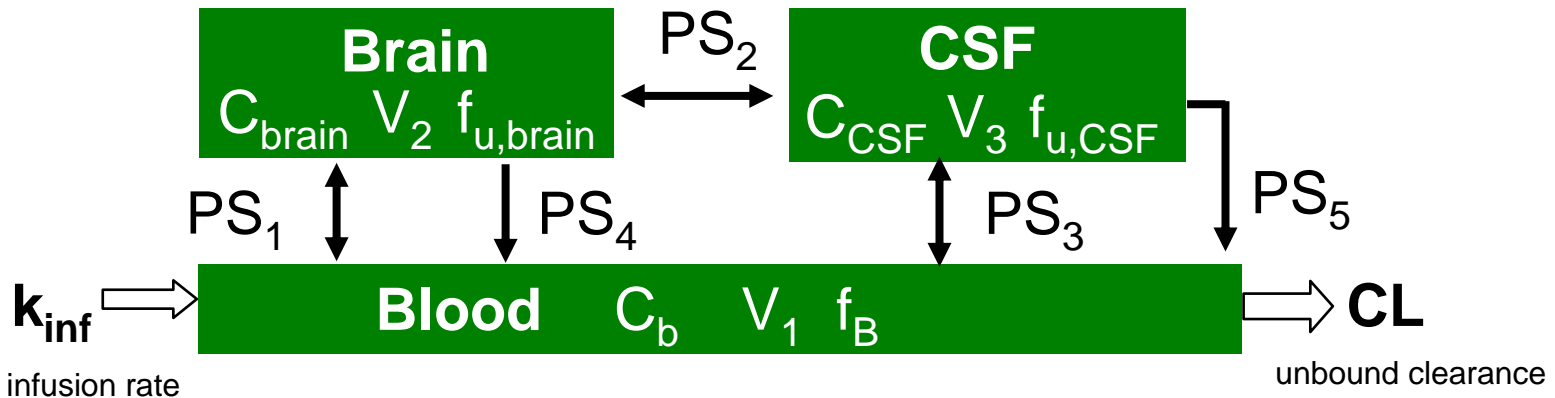 Brain
C_brain V_2 f_u,brain
PS_2
CSF
C_CSF V_3 f_u,CSF
PS_1
PS_4
PS_3
PS_5
k_inf
infusion rate
Blood C_b V_1 f_B
CL
unbound clearance